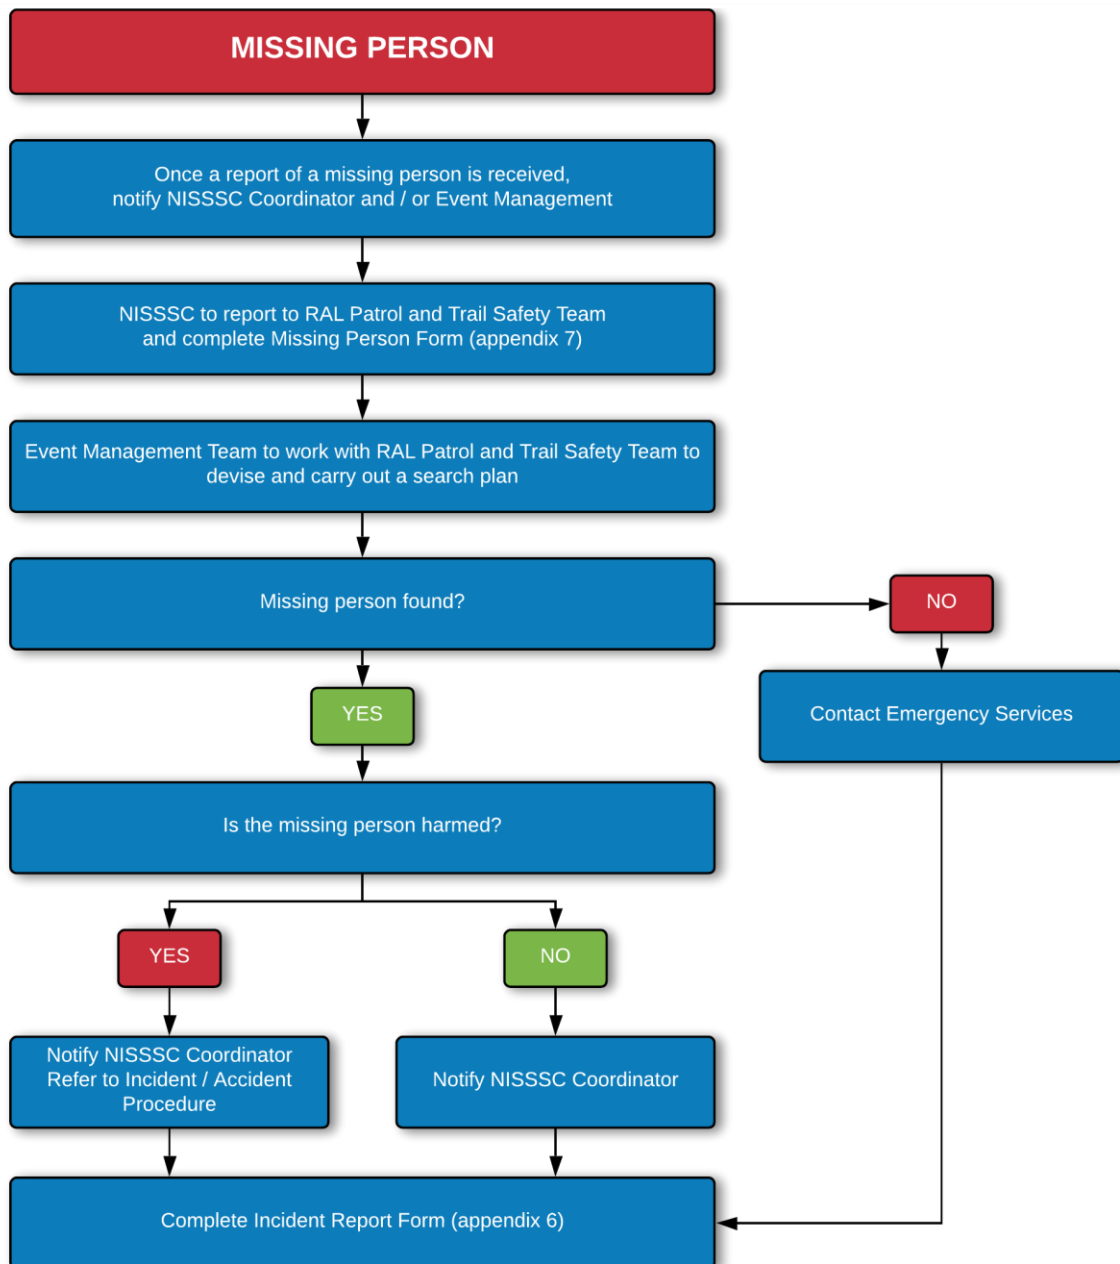 MISSING PERSON
Once a report of a missing person is received,
notify NISSSC Coordinator and / or Event Management
NISSSC to report to RAL Patrol and Trail Safety Team
and complete Missing Person Form (appendix 7)
Event Management Team to work with RAL Patrol and Trail Safety Team to
devise and carry out a search plan
Missing person found?
NO
YES
Contact Emergency Services
Is the missing person harmed?
YES
NO
Notify NISSSC Coordinator
Refer to Incident / Accident
Procedure
Notify NISSSC Coordinator
Complete Incident Report Form (appendix 6)